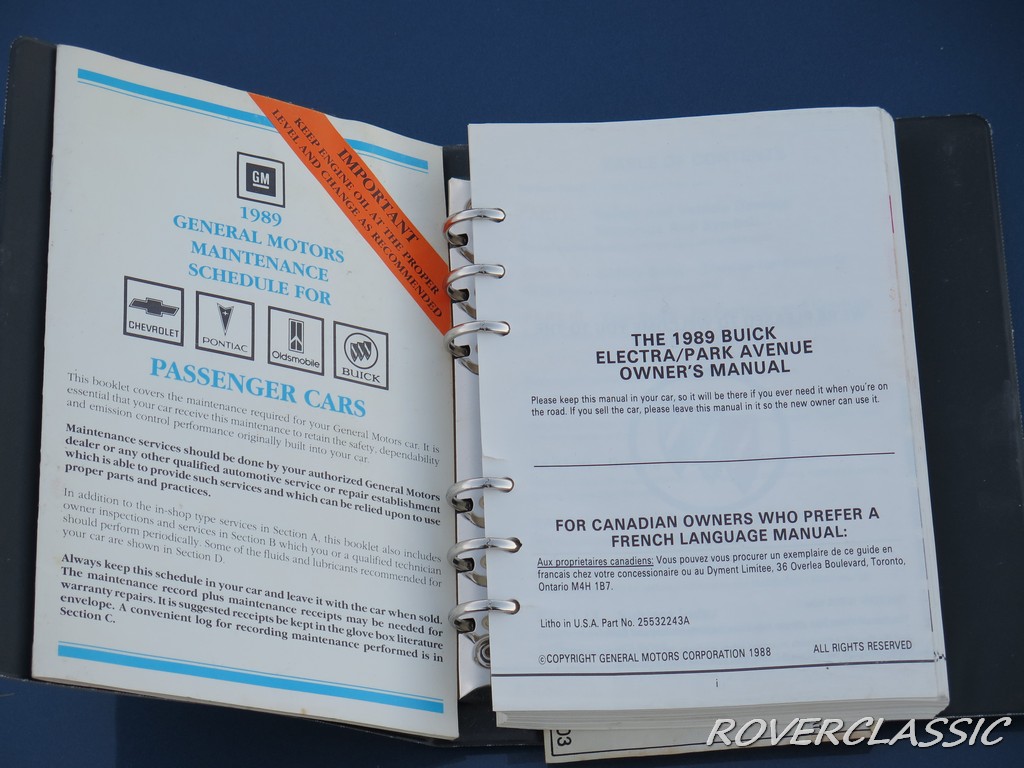 IMPORTANT
KEEP ENGINE OIL AT THE PROPER
LEVEL AND CHANGE AS RECOMMENDED
GM
1989
GENERAL MOTORS
MAINTENANCE
SCHEDULE FOR
CHEVROLET
PONTIAC
Oldsmobile
BUICK
PASSENGER CARS
This booklet covers the maintenance required for your General Motors car. It is
essential that your car receive this maintenance to retain the safety, dependability
and emission control performance originally built into your car.
Maintenance services should be done by your authorized General Motors
dealer or any other qualified automotive service or repair establishment
which is able to provide such services and which can be relied upon to use
proper parts and practices.
In addition to the in-shop type services in Section A, this booklet also includes
owner inspections and services in Section B which you or a qualified technician
should perform periodically. Some of the fluids and lubricants recommended for
your car are shown in Section D.
Always keep this schedule in your car and leave it with the car when sold.
The maintenance record plus maintenance receipts may be needed for
warranty repairs. It is suggested receipts be kept in the glove box literature
envelope. A convenient log for recording maintenance performed is in
Section C.
THE 1989 BUICK
ELECTRA/PARK AVENUE
OWNER'S MANUAL
Please keep this manual in your car, so it will be there if you ever need it when you're on
the road. If you sell the car, please leave this manual in it so the new owner can use it.
FOR CANADIAN OWNERS WHO PREFER A
FRENCH LANGUAGE MANUAL:
Aux proprietaires canadiens: Vous pouvez vous procurer un exemplaire de ce guide en
francais chez votre concessionaire ou au Dyment Limitee, 36 Overlea Boulevard, Toronto,
Ontario M4H 1B7.
Litho in U.S.A. Part No. 25532243A
©COPYRIGHT GENERAL MOTORS CORPORATION 1988 ALL RIGHTS RESERVED
i
03
ROVERCLASSIC